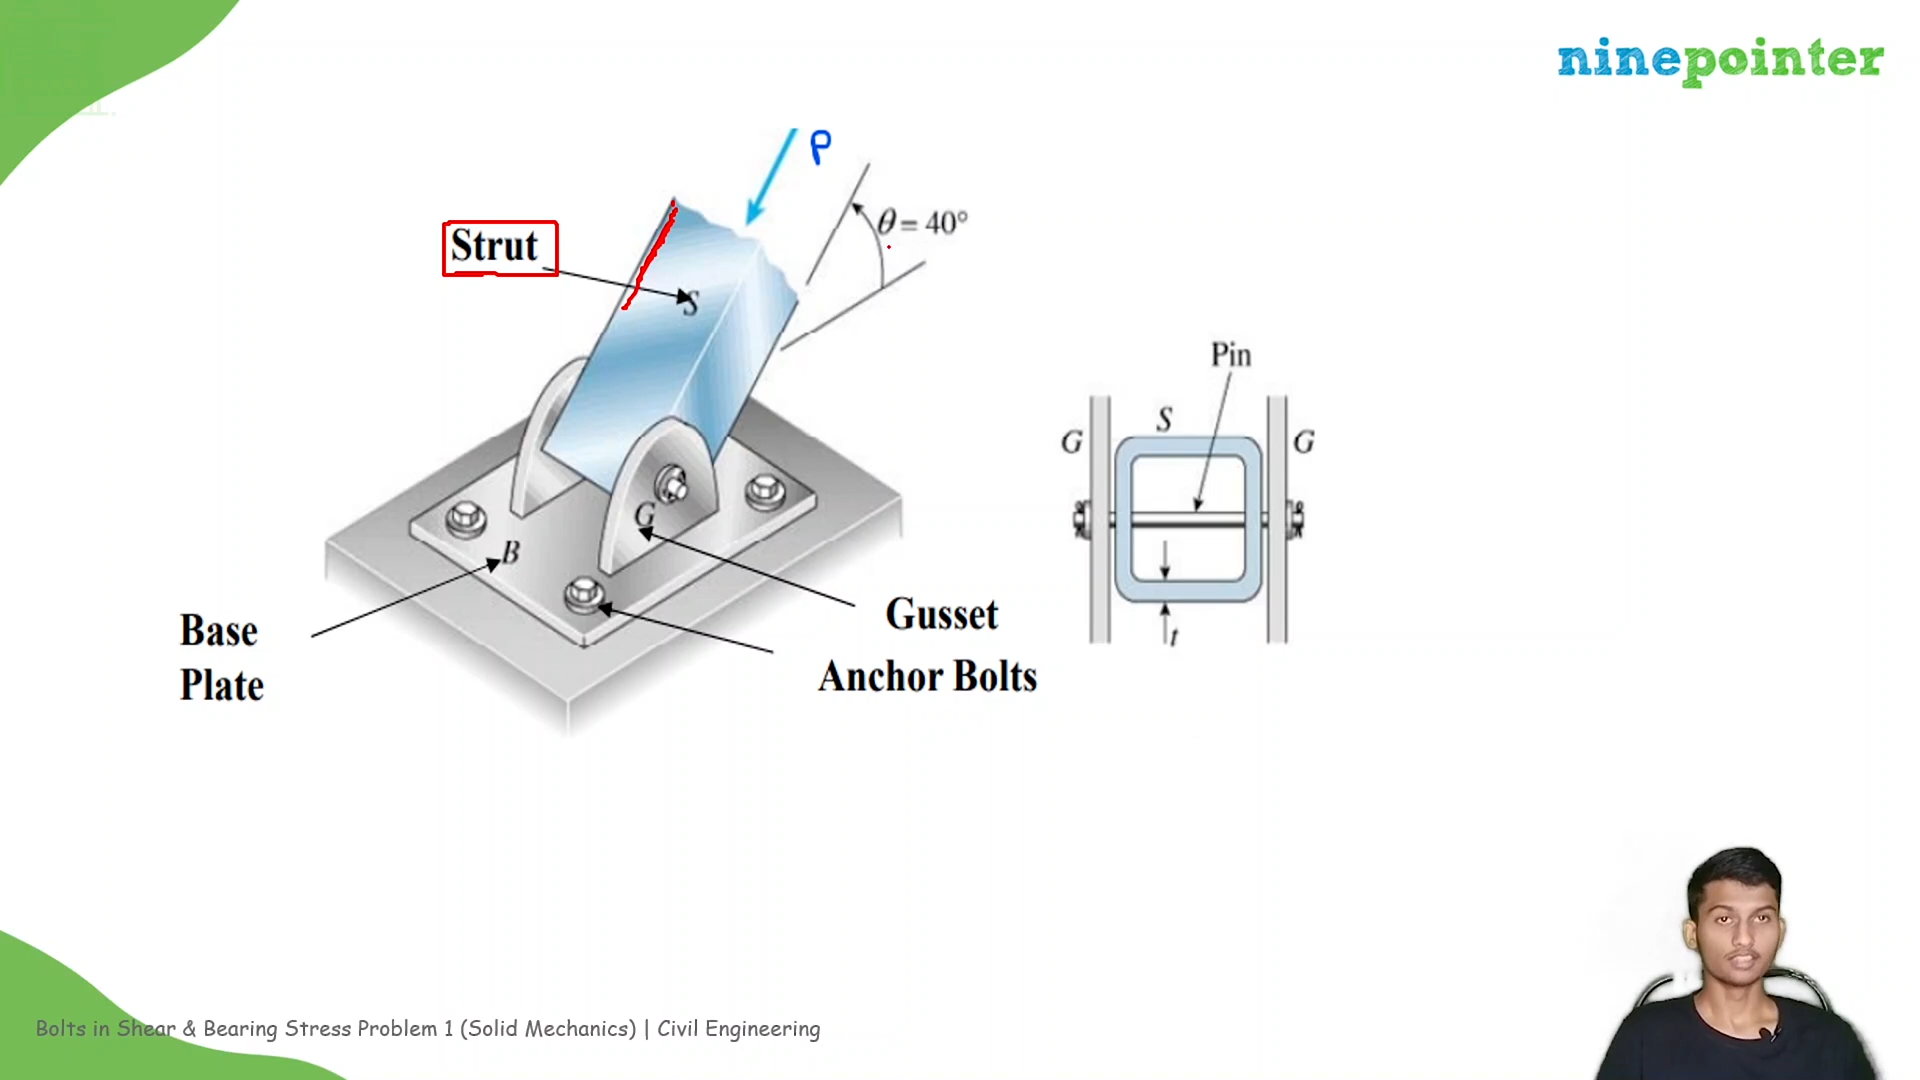 ninepointer
P
θ = 40°
Strut
S
Pin
S
G
G
G
B
t
Base
Plate
Gusset
Anchor Bolts
Bolts in Shear & Bearing Stress Problem 1 (Solid Mechanics) | Civil Engineering